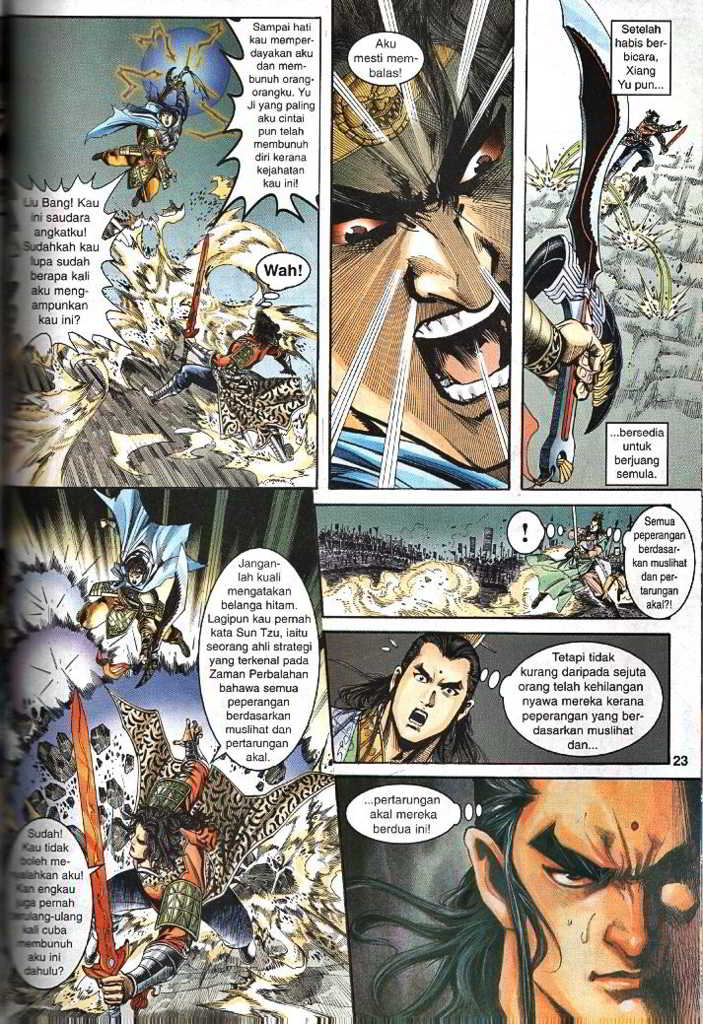 Sampai hati
kau memper-
dayakan aku
dan mem-
bunuh orang-
orangku. Yu
Ji yang paling
aku cintai
pun telah
membunuh
diri kerana
kejahatan
kau ini!
Liu Bang! Kau
ini saudara
angkatku!
Sudahkah kau
lupa sudah
berapa kali
aku meng-
ampunkan
kau ini?
Wah!
Aku
mesti mem-
balas!
Setelah
habis ber-
bicara,
Xiang
Yu pun...
...bersedia
untuk
berjuang
semula.
Jangan-
lah kuali
mengatakan
belanga hitam.
Lagipun kau pernah
kata Sun Tzu, iaitu
seorang ahli strategi
yang terkenal pada
Zaman Perbalahan
bahawa semua
peperangan
berdasarkan
muslihat dan
pertarungan
akal.
Sudah!
Kau tidak
boleh me-
nyalahkan aku!
Kan engkau
juga pernah
berulang-ulang
kali cuba
membunuh
aku ini
dahulu?
!
Semua
peperangan
berdasar-
kan muslihat
dan per-
tarungan
akal?!
Tetapi tidak
kurang daripada sejuta
orang telah kehilangan
nyawa mereka kerana
peperangan yang ber-
dasarkan muslihat
dan...
23
...pertarungan
akal mereka
berdua ini!